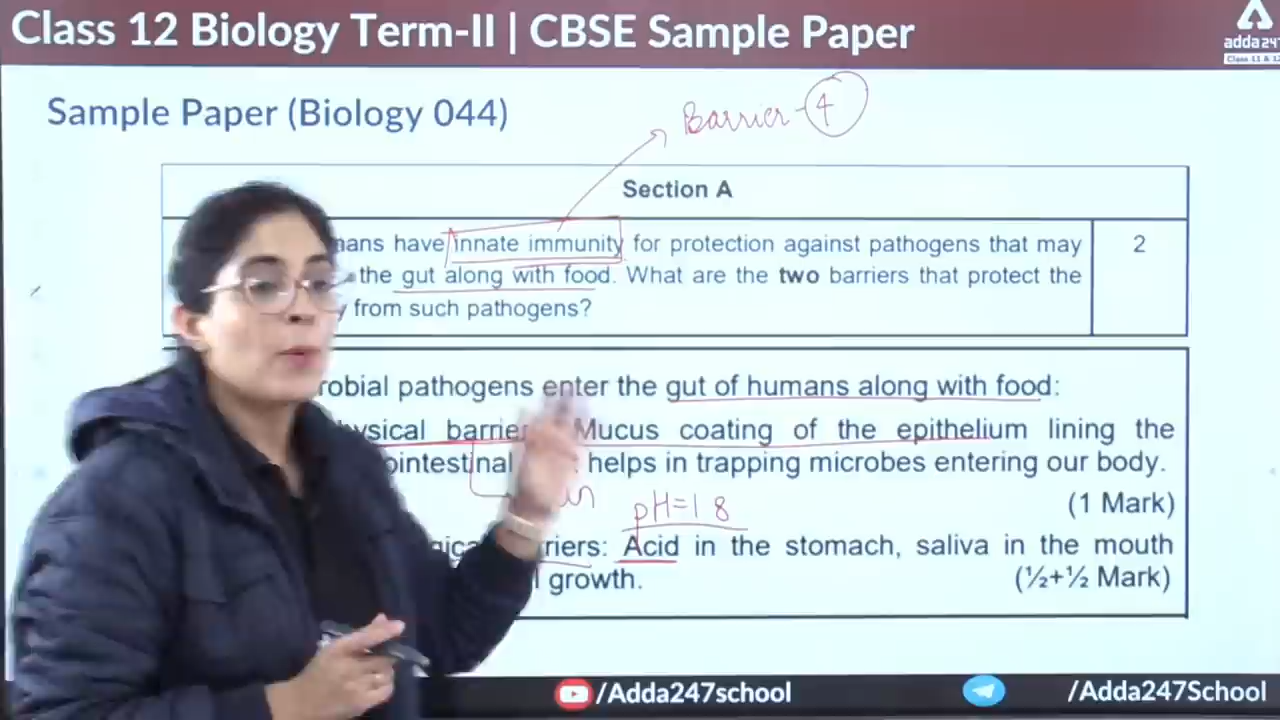 Class 12 Biology Term-II | CBSE Sample Paper
adda247
Class 11 & 12
Sample Paper (Biology 044)
Barrier - 4
Section A
have innate immunity for protection against pathogens that may
the gut along with food. What are the two barriers that protect the
from such pathogens?
2
pathogens enter the gut of humans along with food:
Mucus coating of the epithelium lining the
helps in trapping microbes entering our body.
(1 Mark)
pH=1.8
Acid in the stomach, saliva in the mouth
growth.
(½+½ Mark)
/Adda247school
/Adda247School